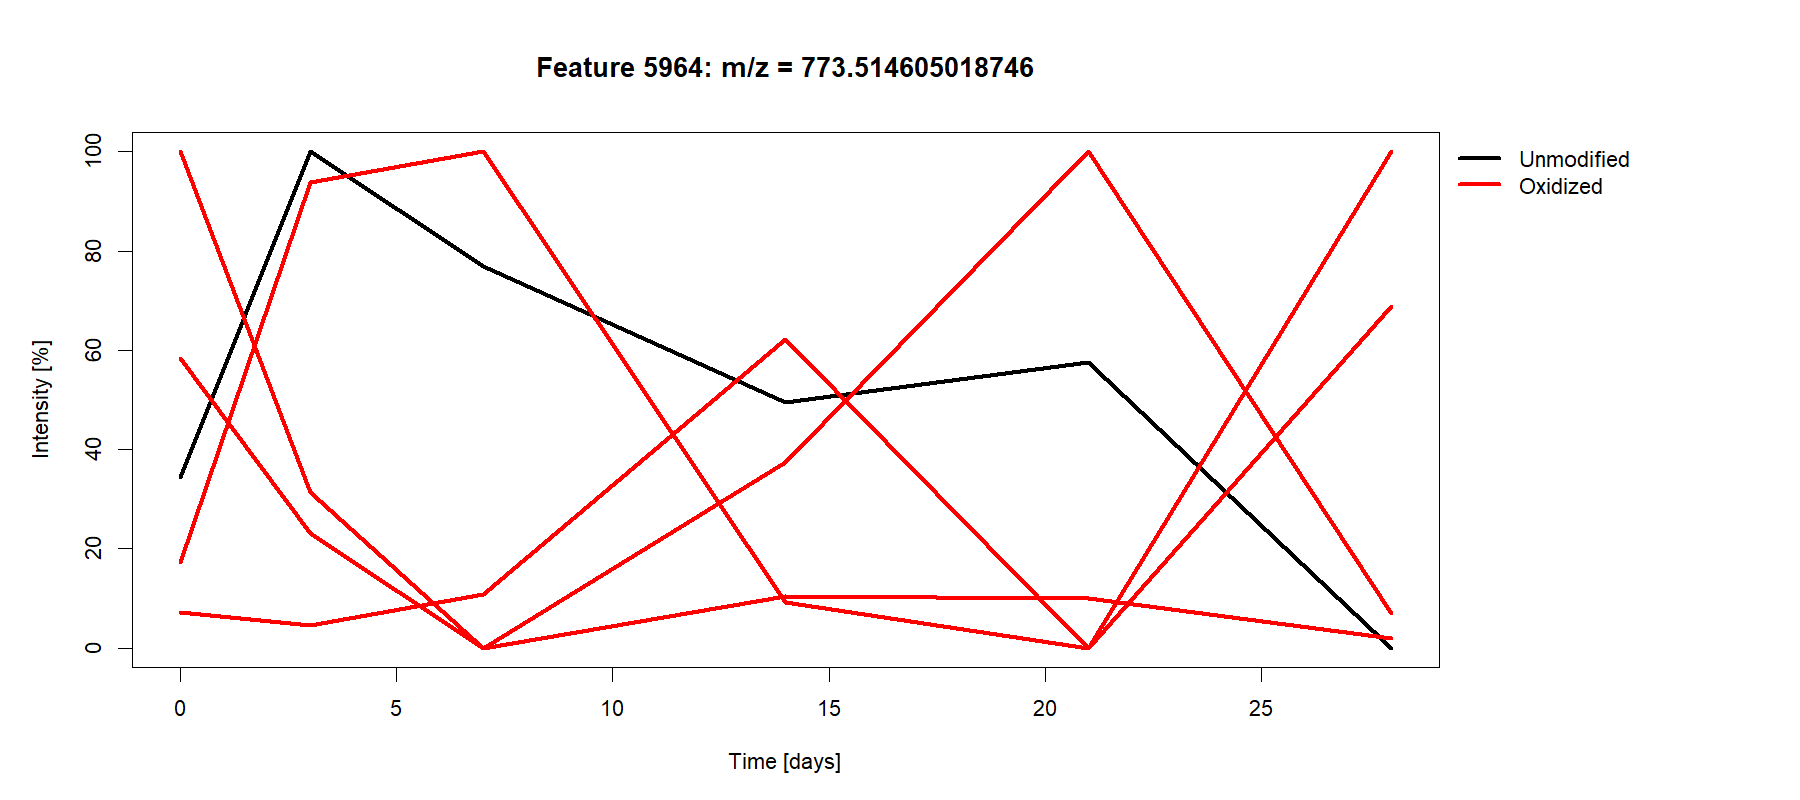 Feature 5964: m/z = 773.514605018746
Unmodified
Oxidized
Intensity [%]
100
80
60
40
20
0
0 5 10 15 20 25
Time [days]